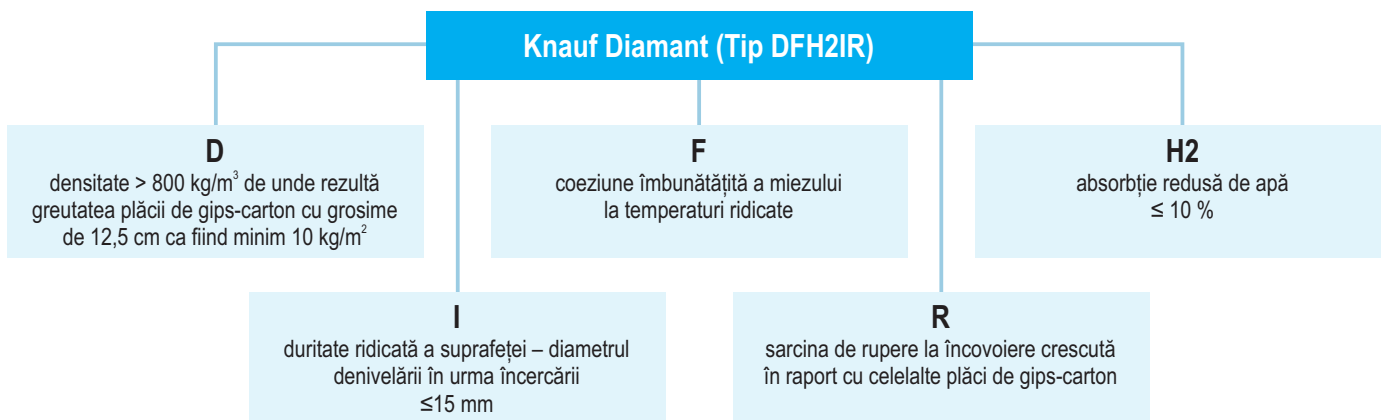 Knauf Diamant (Tip DFH2IR)
D
densitate > 800 kg/m³ de unde rezultă
greutatea plăcii de gips-carton cu grosime
de 12,5 cm ca fiind minim 10 kg/m²
F
coeziune îmbunătățită a miezului
la temperaturi ridicate
H2
absorbție redusă de apă
≤ 10 %
I
duritate ridicată a suprafeței – diametrul
denivelării în urma încercării
≤15 mm
R
sarcina de rupere la încovoiere crescută
în raport cu celelalte plăci de gips-carton